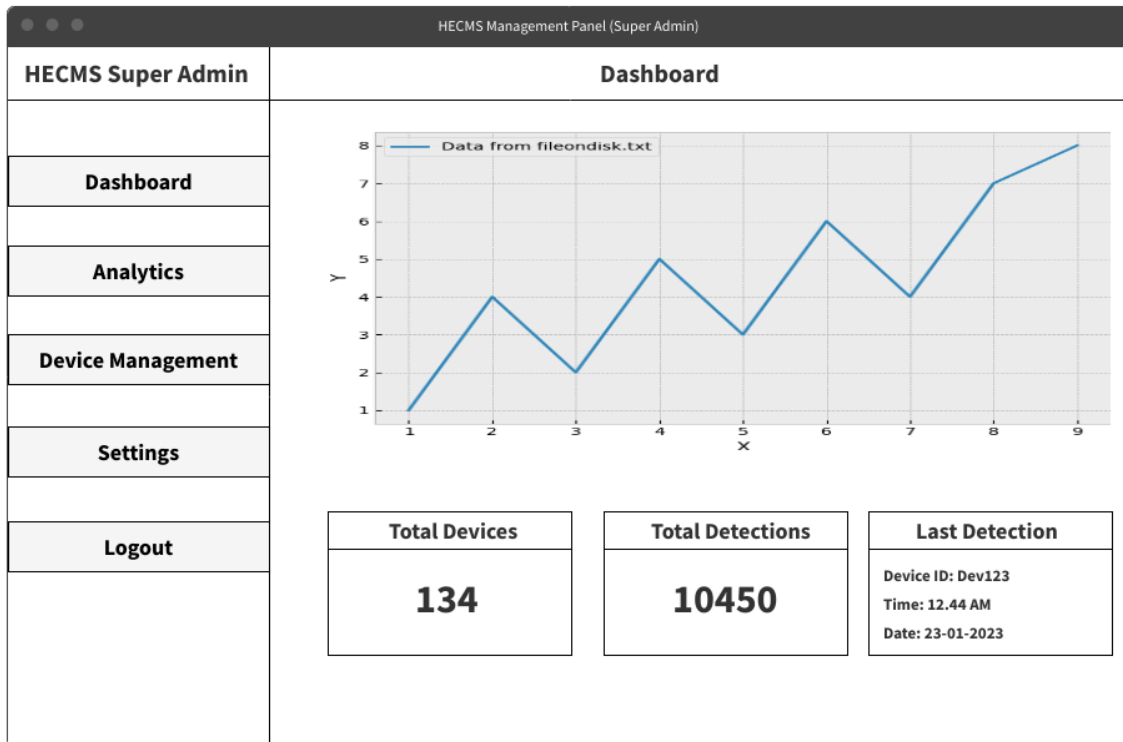 HECMS Management Panel (Super Admin)
HECMS Super Admin
Dashboard
Dashboard
Analytics
Device Management
Settings
Logout
Data from fileondisk.txt
8
7
6
5
4
3
2
1
Y
1 2 3 4 5 6 7 8 9
X
Total Devices
134
Total Detections
10450
Last Detection
Device ID: Dev123
Time: 12.44 AM
Date: 23-01-2023